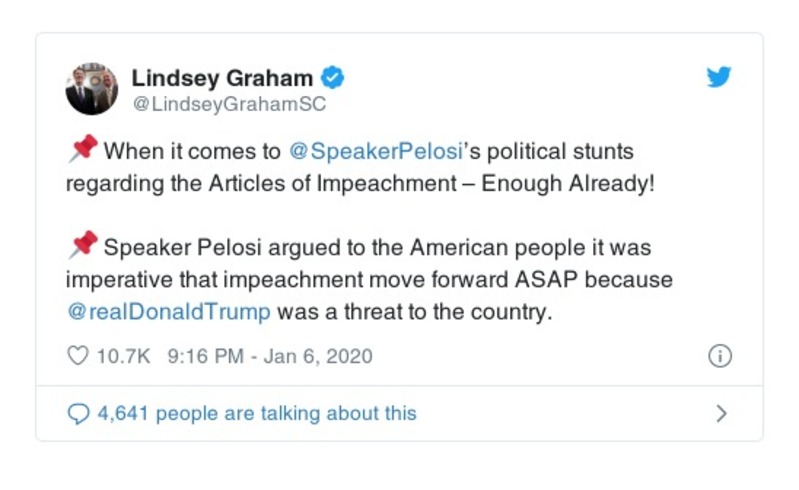 Lindsey Graham
@LindseyGrahamSC
📌 When it comes to @SpeakerPelosi's political stunts
regarding the Articles of Impeachment – Enough Already!
📌 Speaker Pelosi argued to the American people it was
imperative that impeachment move forward ASAP because
@realDonaldTrump was a threat to the country.
10.7K 9:16 PM - Jan 6, 2020
4,641 people are talking about this